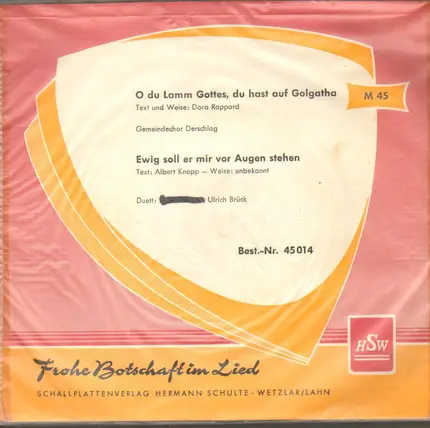 O du Lamm Gottes, du hast auf Golgatha
M 45
Text und Weise: Dora Rappard
Gemeindechor Derschlag
Ewig soll er mir vor Augen stehen
Text: Albert Knapp — Weise: unbekannt
Duett: Ulrich Brück
Best.-Nr. 45014
HSW
Frohe Botschaft im Lied
SCHALLPLATTENVERLAG HERMANN SCHULTE · WETZLAR/LAHN